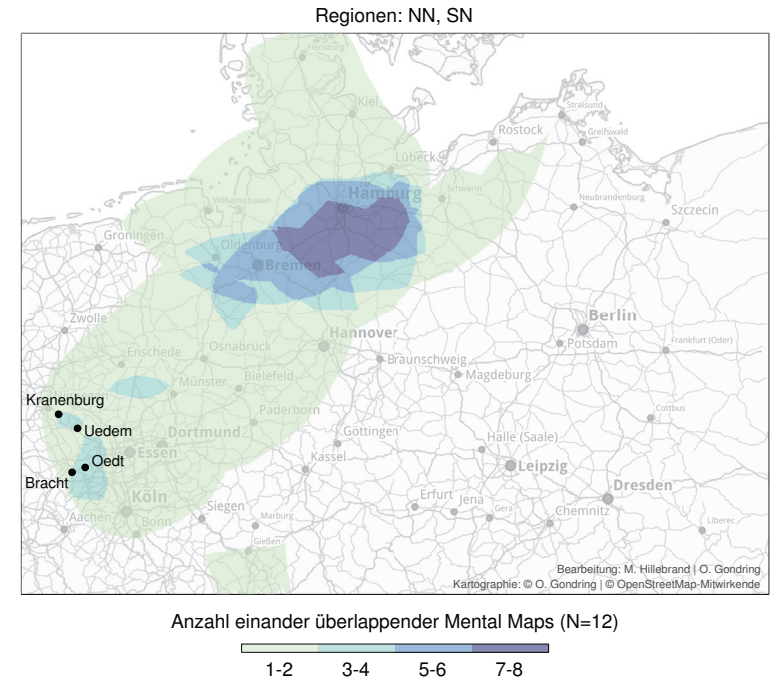 Regionen: NN, SN
Flensburg
Kiel
Stralsund
Rostock
Greifswald
Lübeck
Hamburg
Schwerin
Wilhelmshaven
Neubrandenburg
Szczecin
Groningen
Oldenburg
Bremen
Zwolle
Berlin
Hannover
Potsdam
Frankfurt (Oder)
Enschede
Osnabrück
Braunschweig
Münster
Bielefeld
Magdeburg
Kranenburg
Paderborn
Cottbus
Uedem
Dortmund
Göttingen
Halle (Saale)
Essen
Kassel
Oedt
Leipzig
Bracht
Köln
Dresden
Erfurt
Jena
Siegen
Gera
Chemnitz
Aachen
Bonn
Marburg
Liberec
Gießen
Bearbeitung: M. Hillebrand | O. Gondring
Kartographie: © O. Gondring | © OpenStreetMap-Mitwirkende
Anzahl einander überlappender Mental Maps (N=12)
1-2 3-4 5-6 7-8